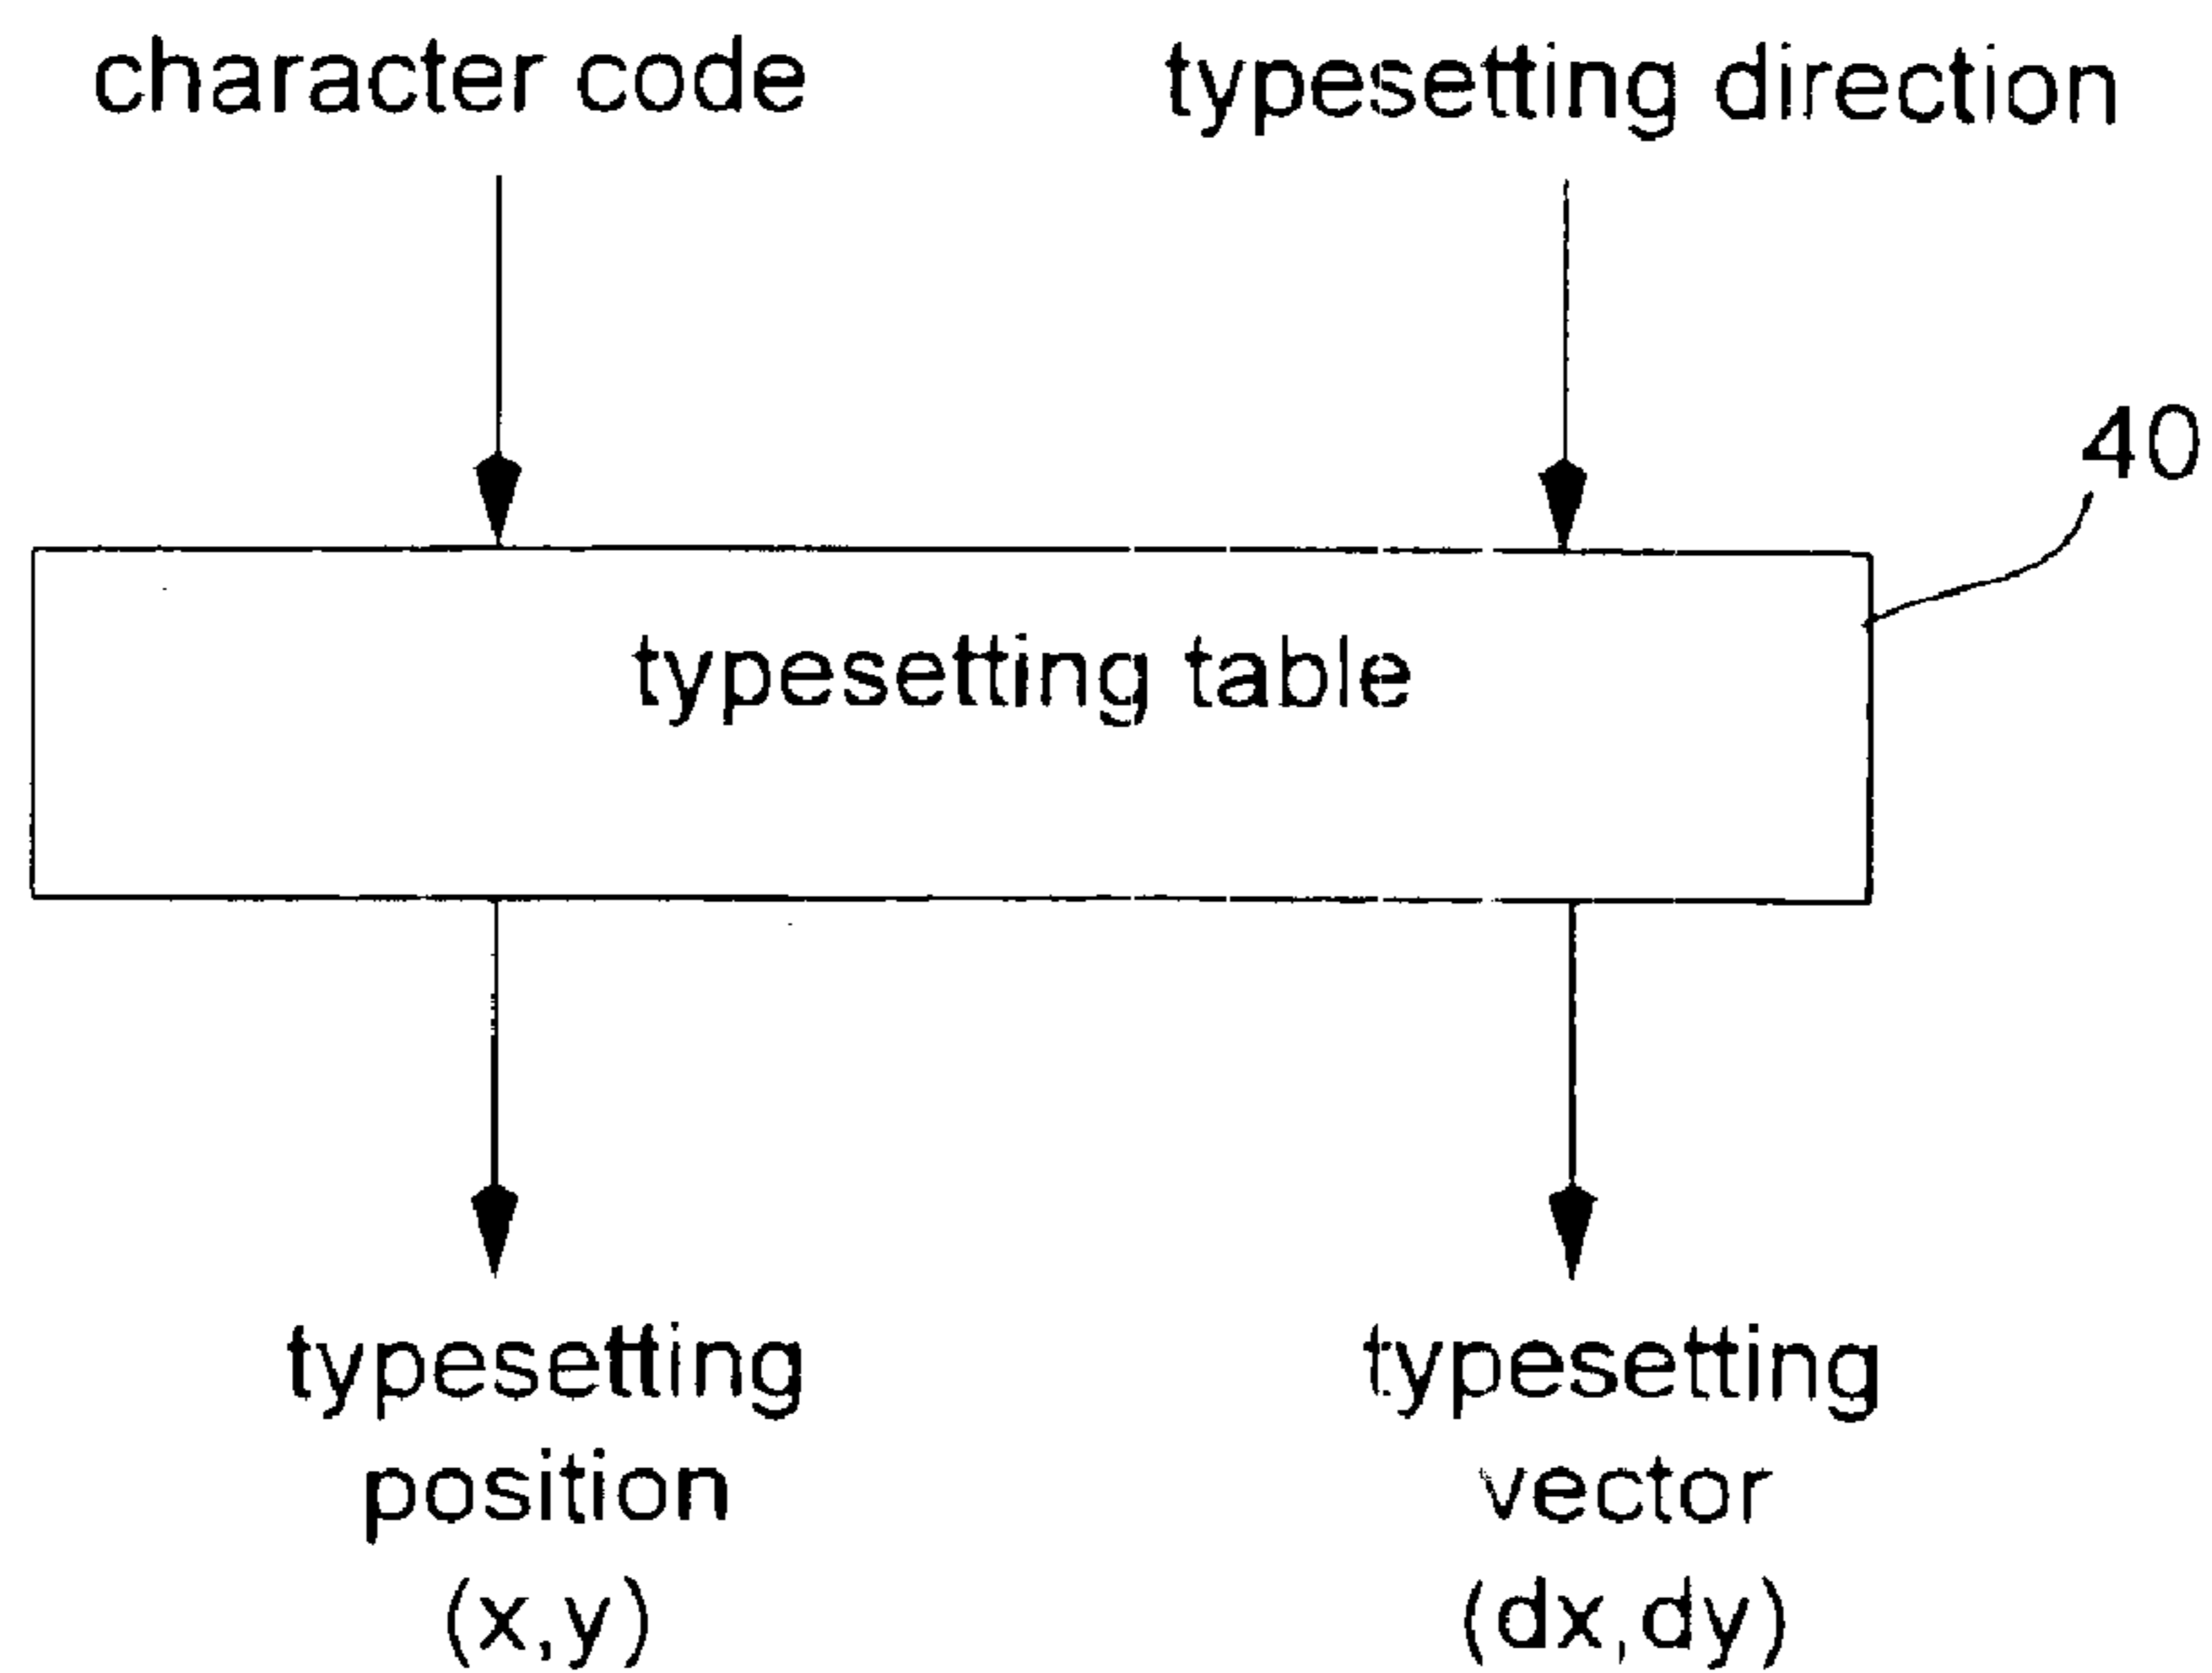 character code
typesetting direction
40
typesetting table
typesetting
position
(x,y)
typesetting
vector
(dx,dy)